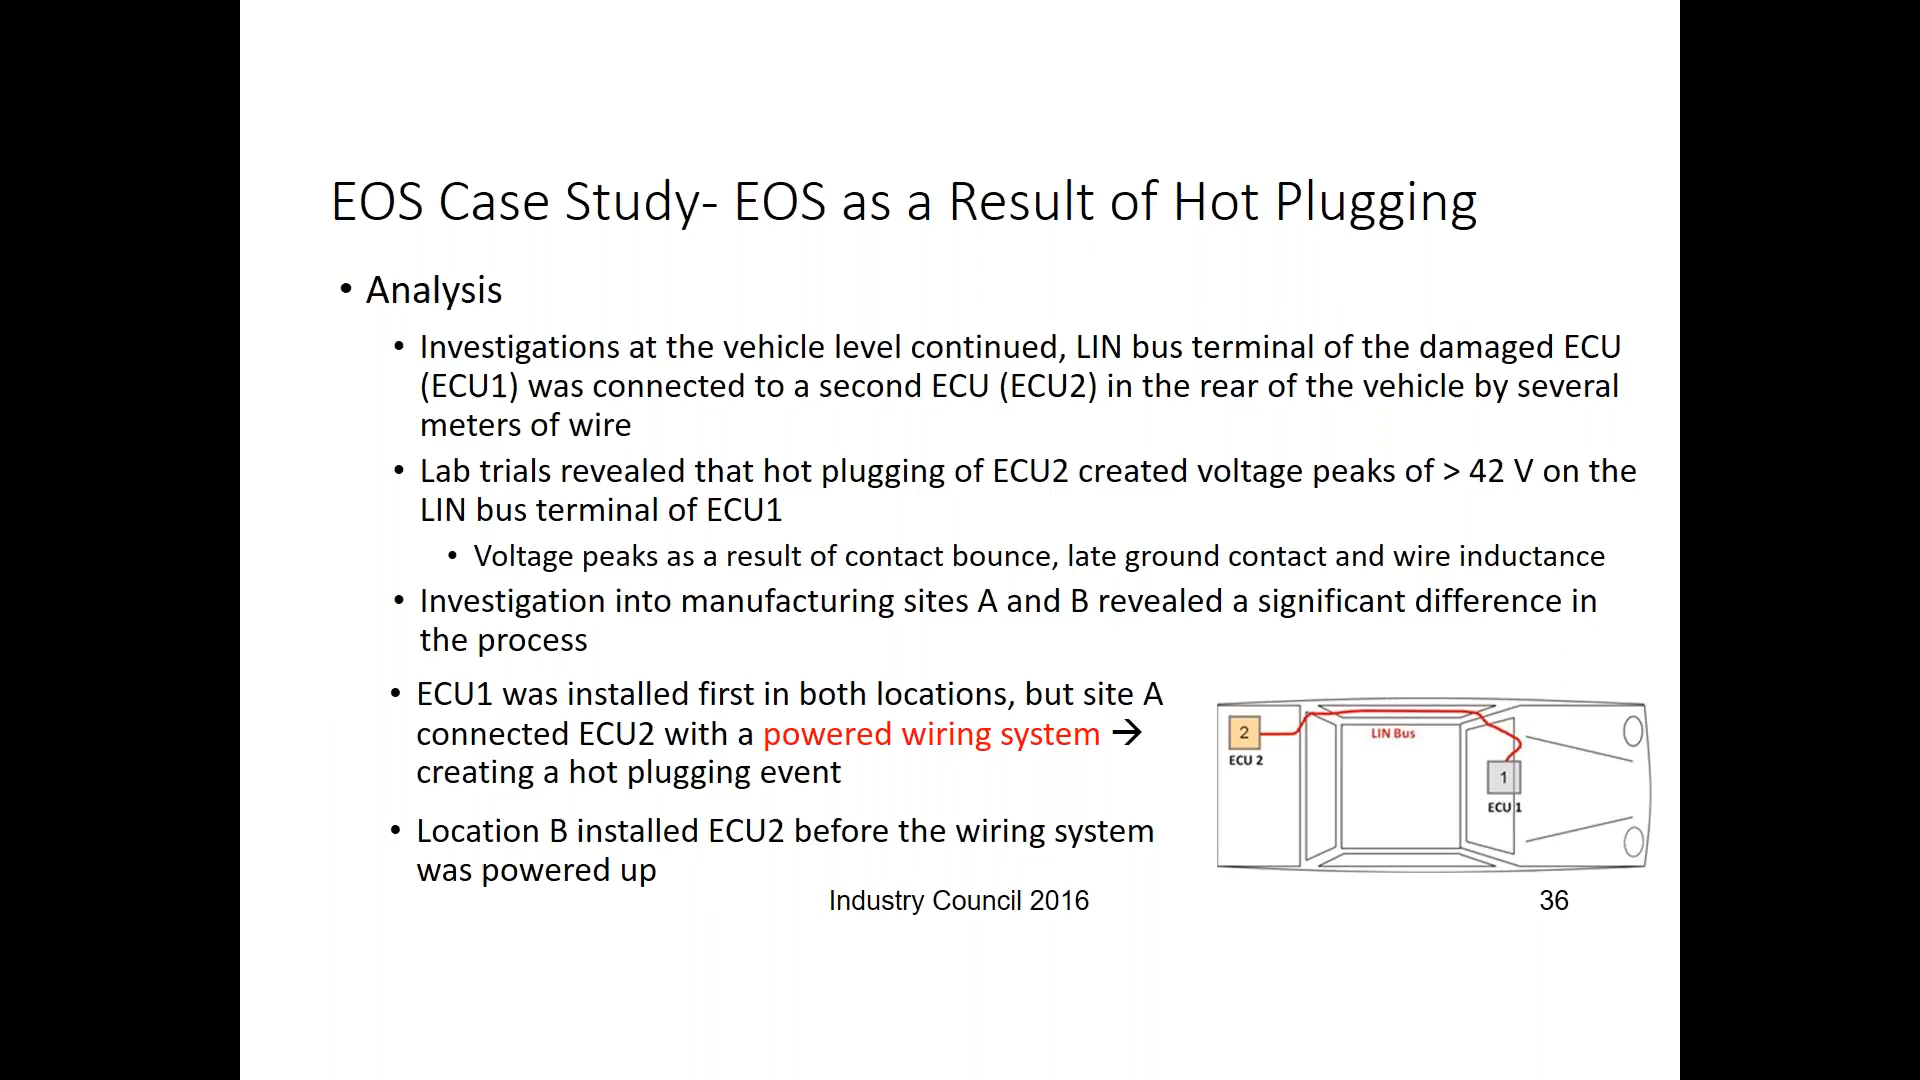 EOS Case Study- EOS as a Result of Hot Plugging
• Analysis
• Investigations at the vehicle level continued, LIN bus terminal of the damaged ECU
(ECU1) was connected to a second ECU (ECU2) in the rear of the vehicle by several
meters of wire
• Lab trials revealed that hot plugging of ECU2 created voltage peaks of > 42 V on the
LIN bus terminal of ECU1
• Voltage peaks as a result of contact bounce, late ground contact and wire inductance
• Investigation into manufacturing sites A and B revealed a significant difference in
the process
• ECU1 was installed first in both locations, but site A
connected ECU2 with a powered wiring system →
creating a hot plugging event
• Location B installed ECU2 before the wiring system
was powered up
2
ECU 2
LIN Bus
1
ECU 1
Industry Council 2016
36